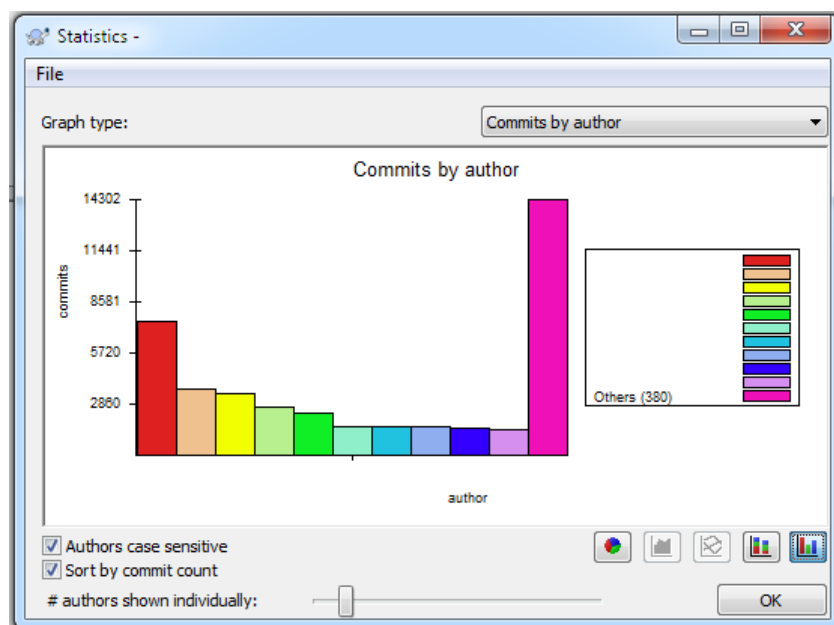 Statistics -
File
Graph type:
Commits by author
Commits by author
14302
11441
8581
5720
2860
commits
author
Others (380)
Authors case sensitive
Sort by commit count
# authors shown individually:
OK